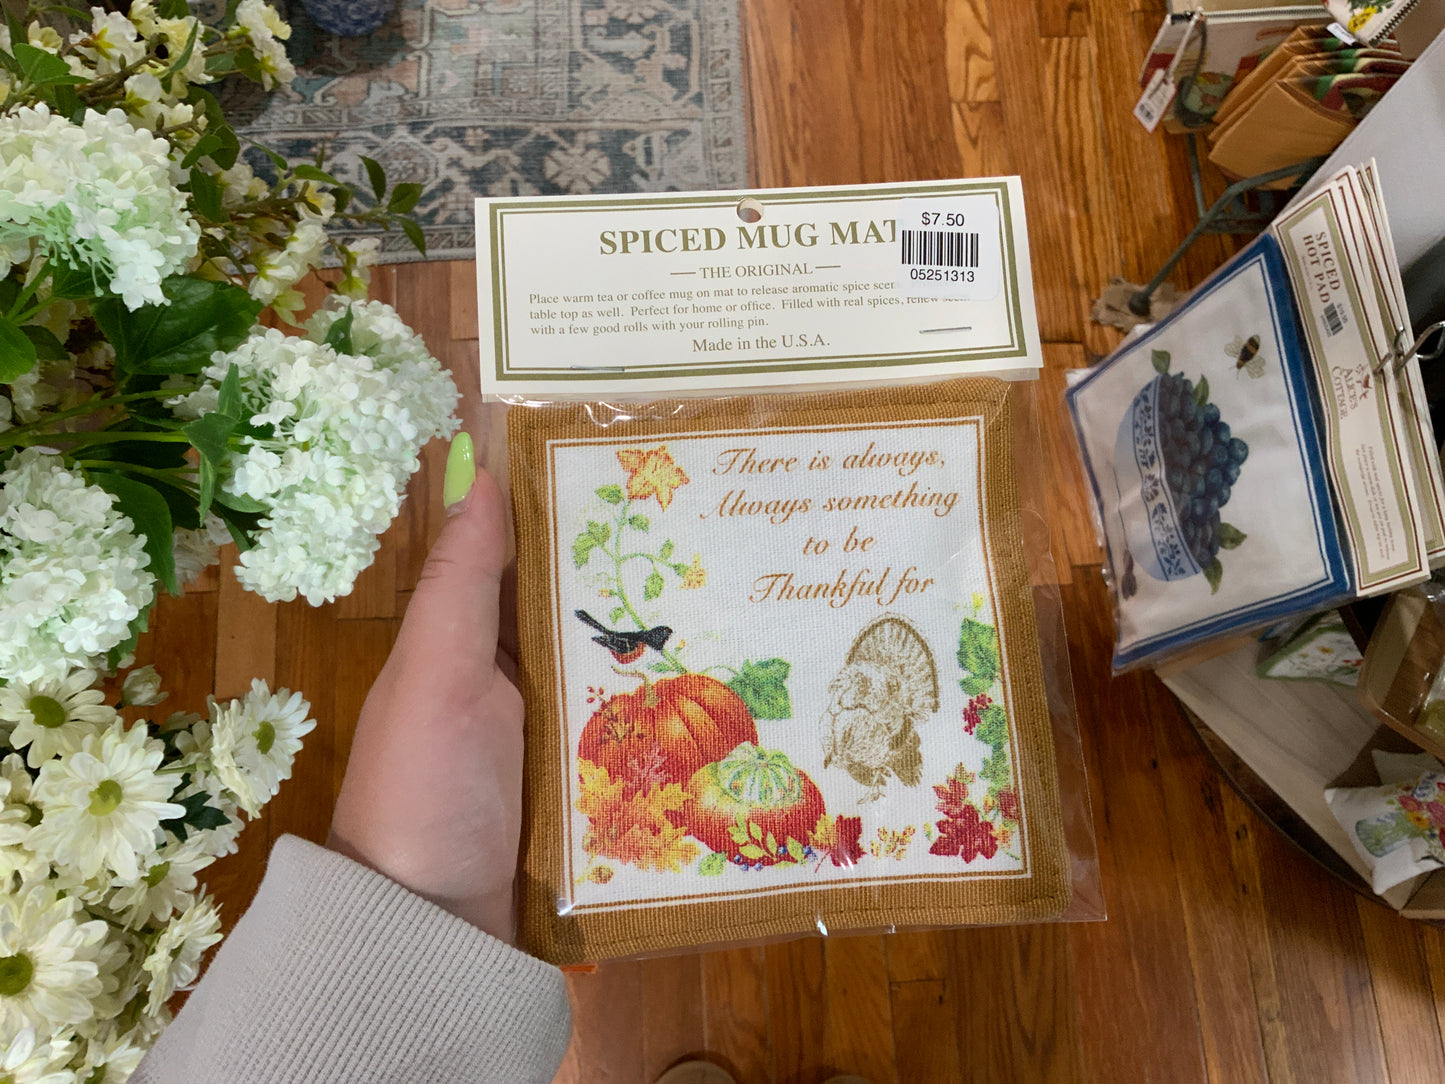 SPICED MUG MAT
$7.50
05251313
THE ORIGINAL
Place warm tea or coffee mug on mat to release aromatic spice
table top as well. Perfect for home or office. Filled with real spices, renew
with a few good rolls with your rolling pin.
Made in the U.S.A.
There is always,
Always something
to be
Thankful for
SPICED
HOT PAD
ALICE'S
COTTAGE